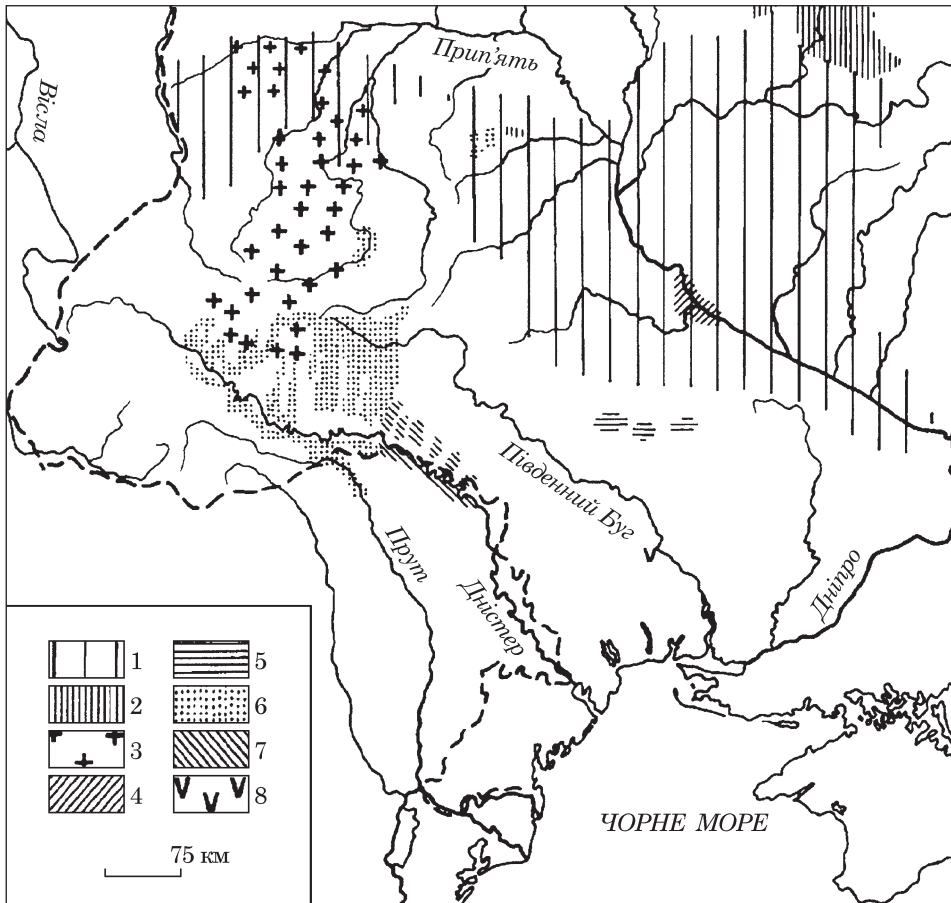 Вісла
Прип’ять
Південний Буг
Прут
Дністер
Дніпро
1
2
3
4
5
6
7
8
75 км
ЧОРНЕ МОРЕ